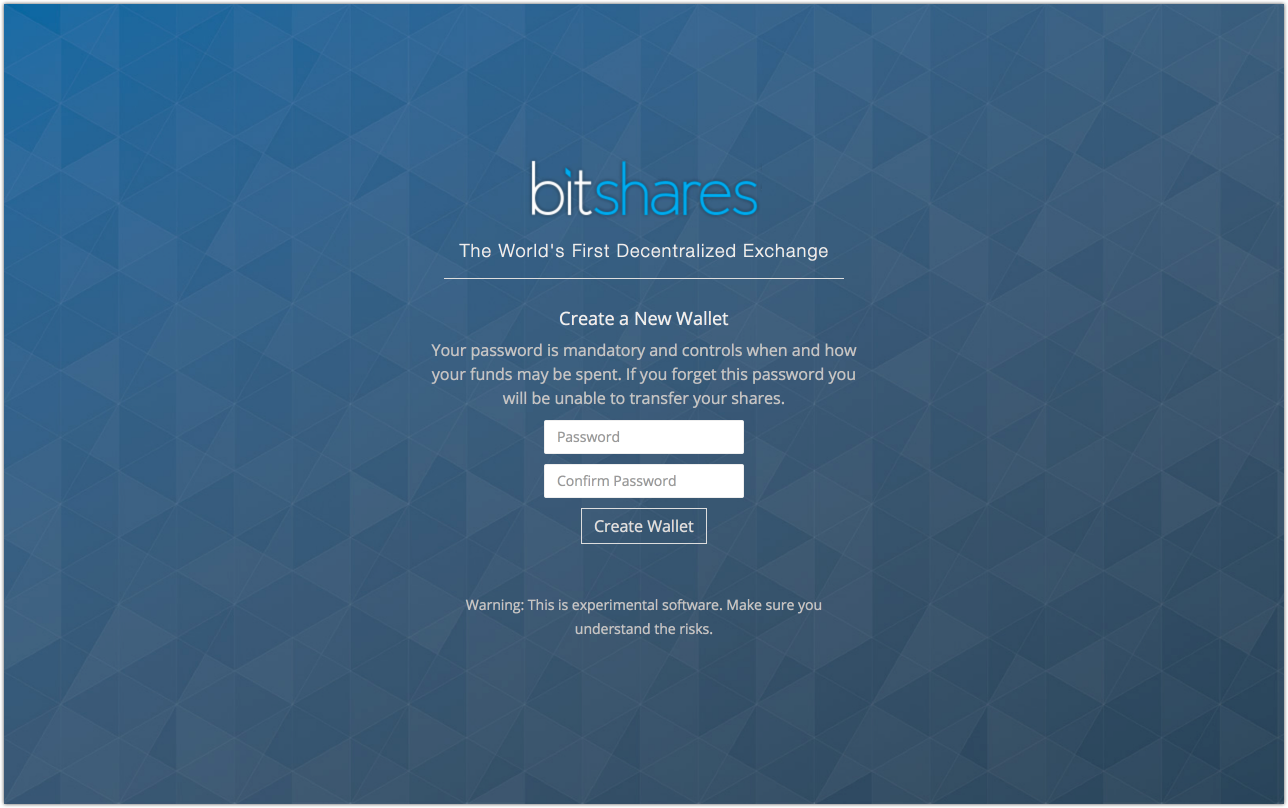 bitshares
The World's First Decentralized Exchange
Create a New Wallet
Your password is mandatory and controls when and how
your funds may be spent. If you forget this password you
will be unable to transfer your shares.
Password
Confirm Password
Create Wallet
Warning: This is experimental software. Make sure you
understand the risks.